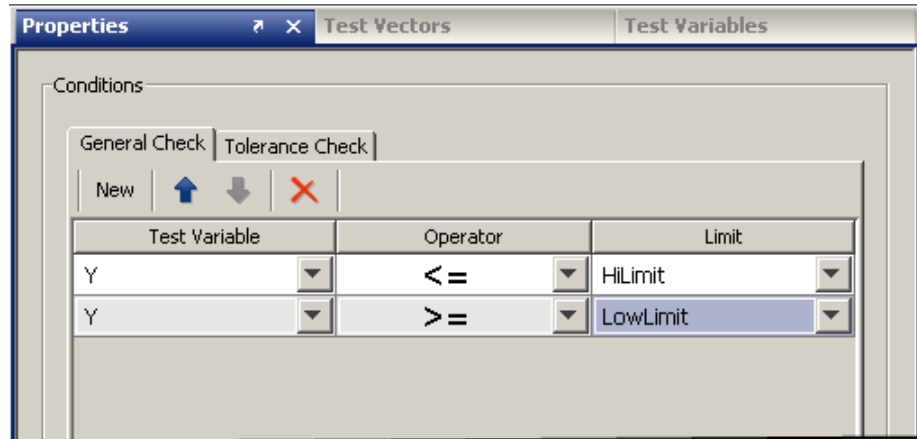 Properties Test Vectors Test Variables
Conditions
General Check Tolerance Check
New
Test Variable Operator Limit
Y <= HiLimit
Y >= LowLimit